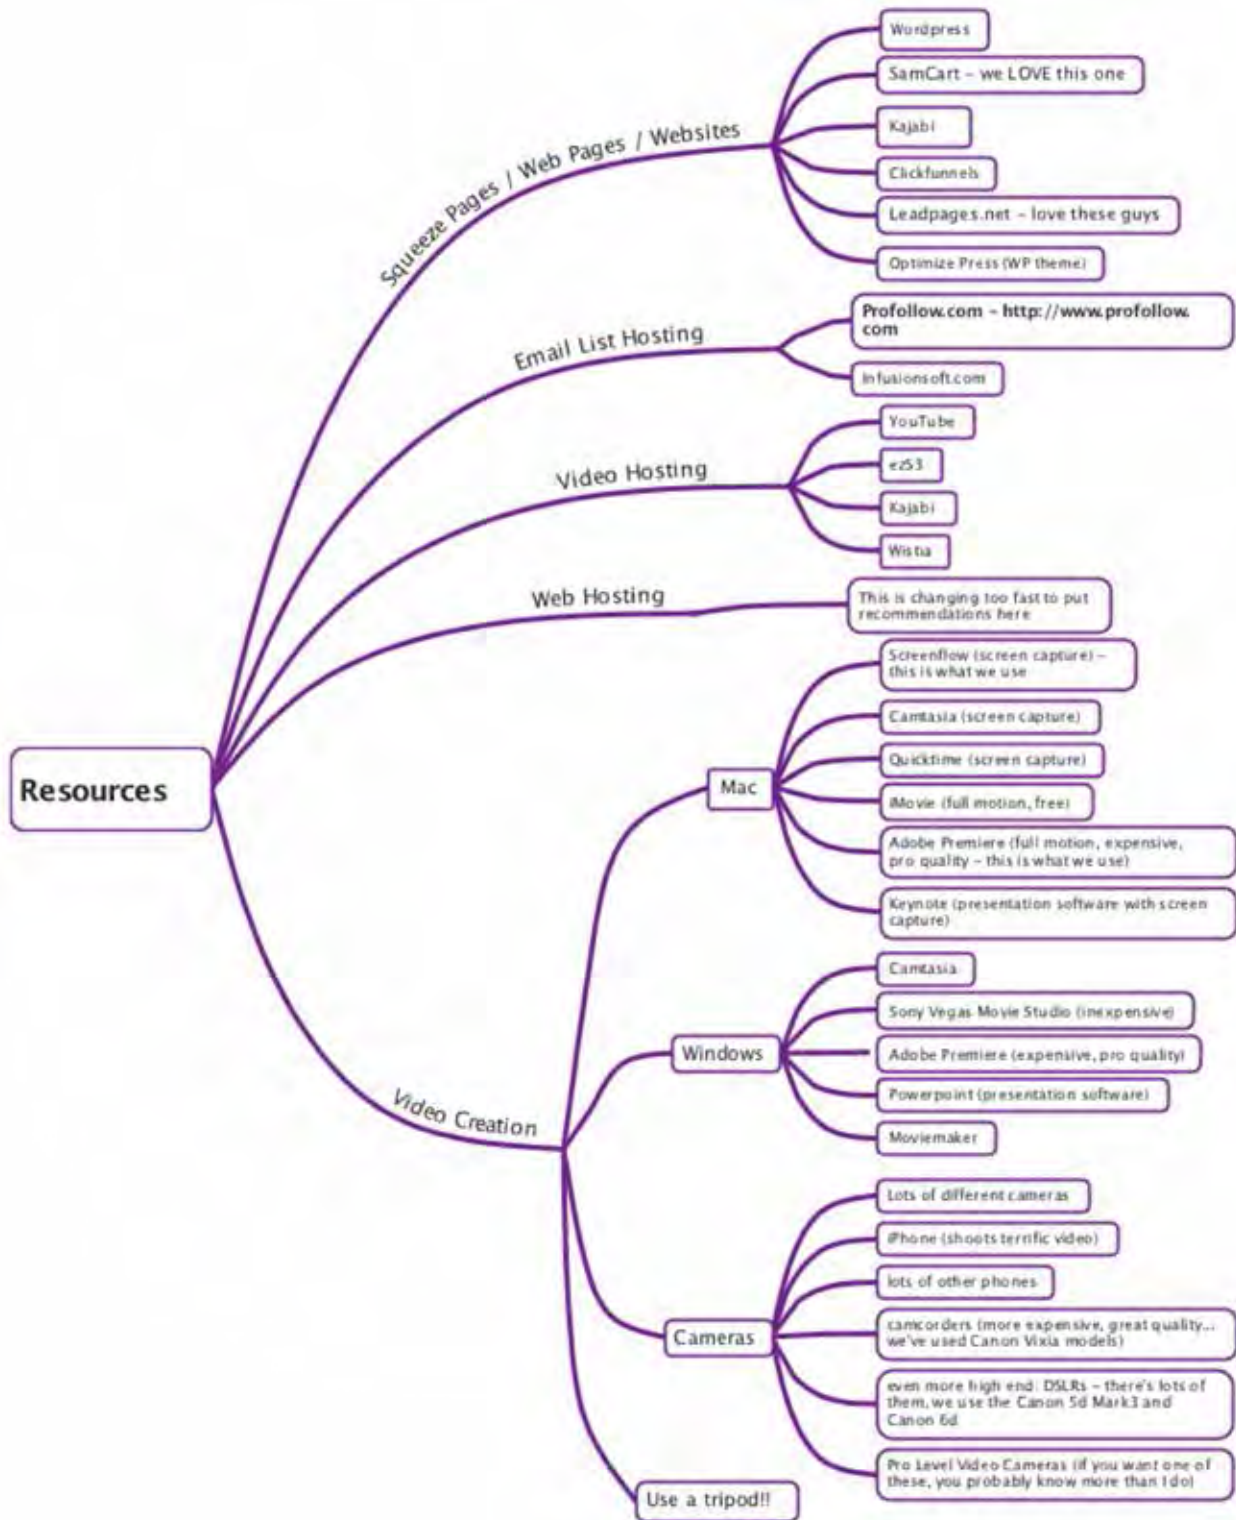 Wordpress
SamCart – we LOVE this one
Kajabi
Squeeze Pages / Web Pages / Websites
Clickfunnels
Leadpages.net – love these guys
Optimize Press (WP theme)
Profollow.com – http://www.profollow.
com
Email List Hosting
Infusionsoft.com
YouTube
ezS3
Video Hosting
Kajabi
Wistia
Web Hosting
This is changing too fast to put
recommendations here
Resources
Screenflow (screen capture) –
this is what we use
Camtasia (screen capture)
Quicktime (screen capture)
Mac
iMovie (full motion, free)
Adobe Premiere (full motion, expensive,
pro quality – this is what we use)
Keynote (presentation software with screen
capture)
Camtasia
Sony Vegas Movie Studio (inexpensive)
Windows
Adobe Premiere (expensive, pro quality)
Powerpoint (presentation software)
Moviemaker
Video Creation
Lots of different cameras
iPhone (shoots terrific video)
lots of other phones
Cameras
camcorders (more expensive, great quality...
we've used Canon Vixia models)
even more high end: DSLRs – there's lots of
them, we use the Canon 5d Mark3 and
Canon 6d
Pro Level Video Cameras (if you want one of
these, you probably know more than I do)
Use a tripod!!